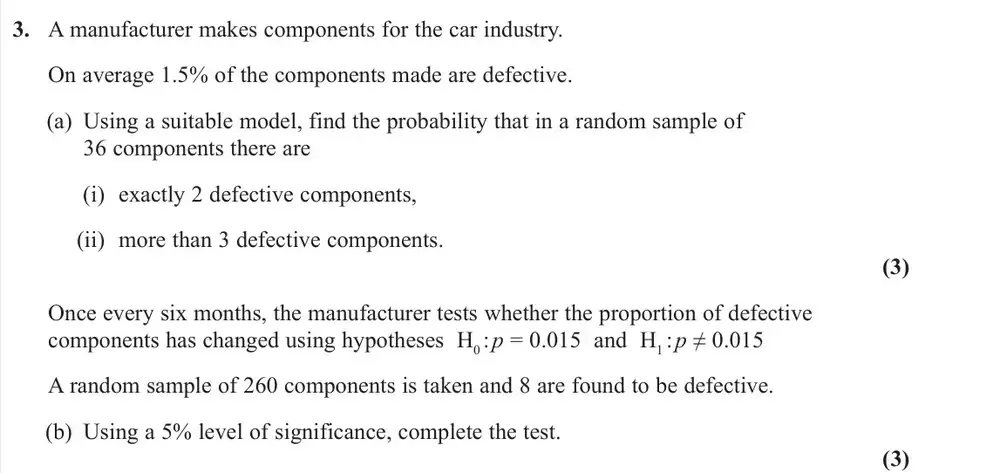 3. A manufacturer makes components for the car industry.
On average 1.5% of the components made are defective.
(a) Using a suitable model, find the probability that in a random sample of
36 components there are
(i) exactly 2 defective components,
(ii) more than 3 defective components.
(3)
Once every six months, the manufacturer tests whether the proportion of defective
components has changed using hypotheses H₀ : p = 0.015 and H₁ : p ≠ 0.015
A random sample of 260 components is taken and 8 are found to be defective.
(b) Using a 5% level of significance, complete the test.
(3)